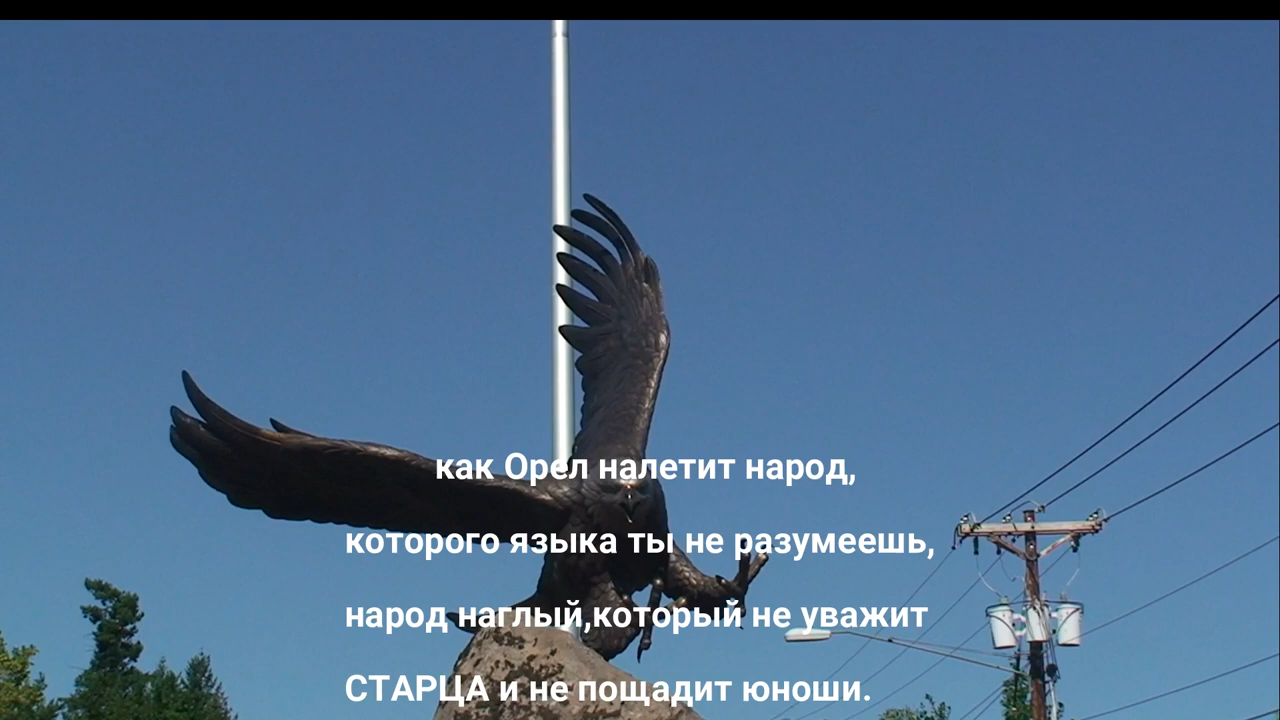 как Орел налетит народ,
которого языка ты не разумеешь,
народ наглый,который не уважит
СТАРЦА и не пощадит юноши.